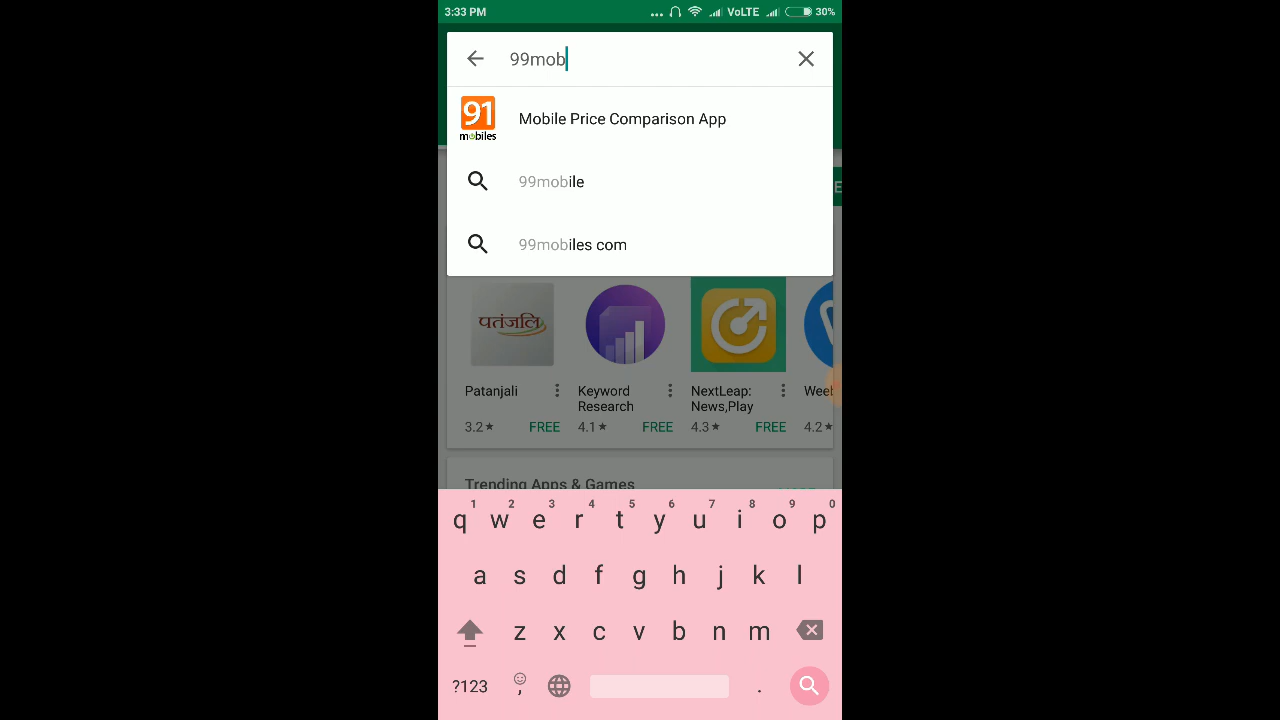 3:33 PM
VoLTE
30%
99mob
91
mobiles
Mobile Price Comparison App
99mobile
99mobiles com
E
पतंजलि
Patanjali
Keyword
Research
NextLeap:
News,Play
Weeb
3.2★
FREE
4.1★
FREE
4.3★
FREE
4.2★
Trending Apps & Games
1 2 3 4 5 6 7 8 9 0
q w e r t y u i o p
a s d f g h j k l
z x c v b n m
?123 , .